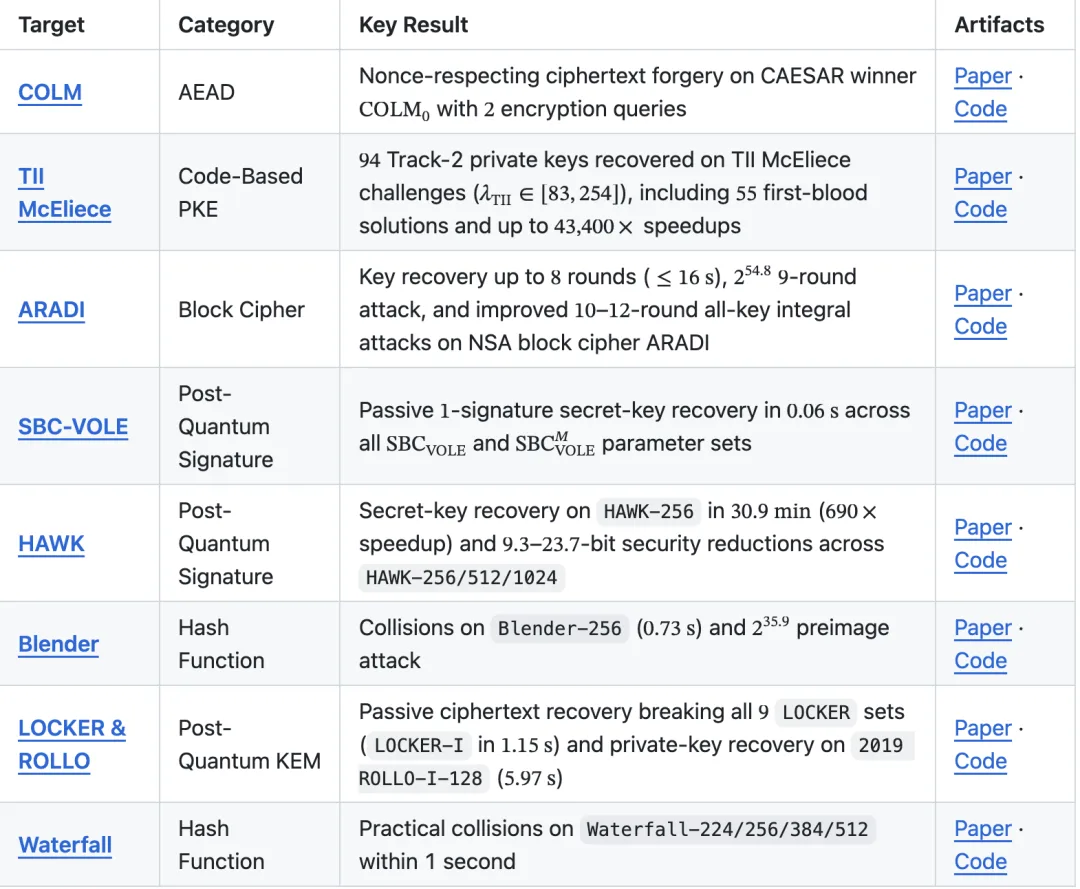 Target Category Key Result Artifacts
COLM AEAD Nonce-respecting ciphertext forgery on CAESAR winner Paper ·
COLM₀ with 2 encryption queries Code
TII Code-Based 94 Track-2 private keys recovered on TII McEliece Paper ·
McEliece PKE challenges (λTII ∈ [83, 254]), including 55 first-blood Code
solutions and up to 43,400 × speedups
ARADI Block Cipher Key recovery up to 8 rounds ( ≤ 16 s), 2^54.8 9-round Paper ·
attack, and improved 10–12-round all-key integral Code
attacks on NSA block cipher ARADI
SBC-VOLE Post- Passive 1-signature secret-key recovery in 0.06 s across Paper ·
Quantum all SBCVOLE and SBC^M VOLE parameter sets Code
Signature
HAWK Post- Secret-key recovery on HAWK-256 in 30.9 min (690 × Paper ·
Quantum speedup) and 9.3–23.7-bit security reductions across Code
Signature HAWK-256/512/1024
Blender Hash Collisions on Blender-256 (0.73 s) and 2^35.9 preimage Paper ·
Function attack Code
LOCKER & Post- Passive ciphertext recovery breaking all 9 LOCKER sets Paper ·
ROLLO Quantum KEM ( LOCKER-I in 1.15 s) and private-key recovery on 2019 Code
ROLLO-I-128 (5.97 s)
Waterfall Hash Practical collisions on Waterfall-224/256/384/512 Paper ·
Function within 1 second Code